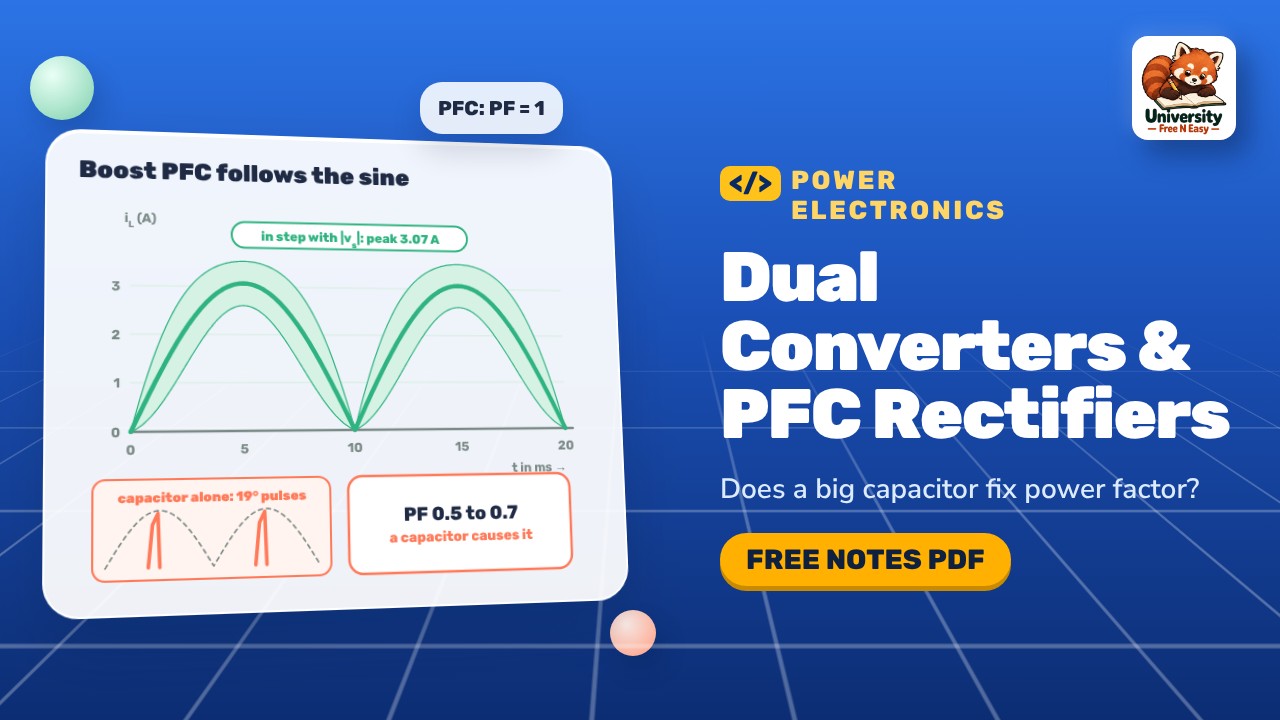 PFC: PF = 1
University
Free N Easy
Boost PFC follows the sine
iL (A)
in step with |vs|: peak 3.07 A
3
2
1
0
0 5 10 15 20
t in ms →
capacitor alone: 19° pulses
PF 0.5 to 0.7
a capacitor causes it
</> POWER
ELECTRONICS
Dual
Converters &
PFC Rectifiers
Does a big capacitor fix power factor?
FREE NOTES PDF